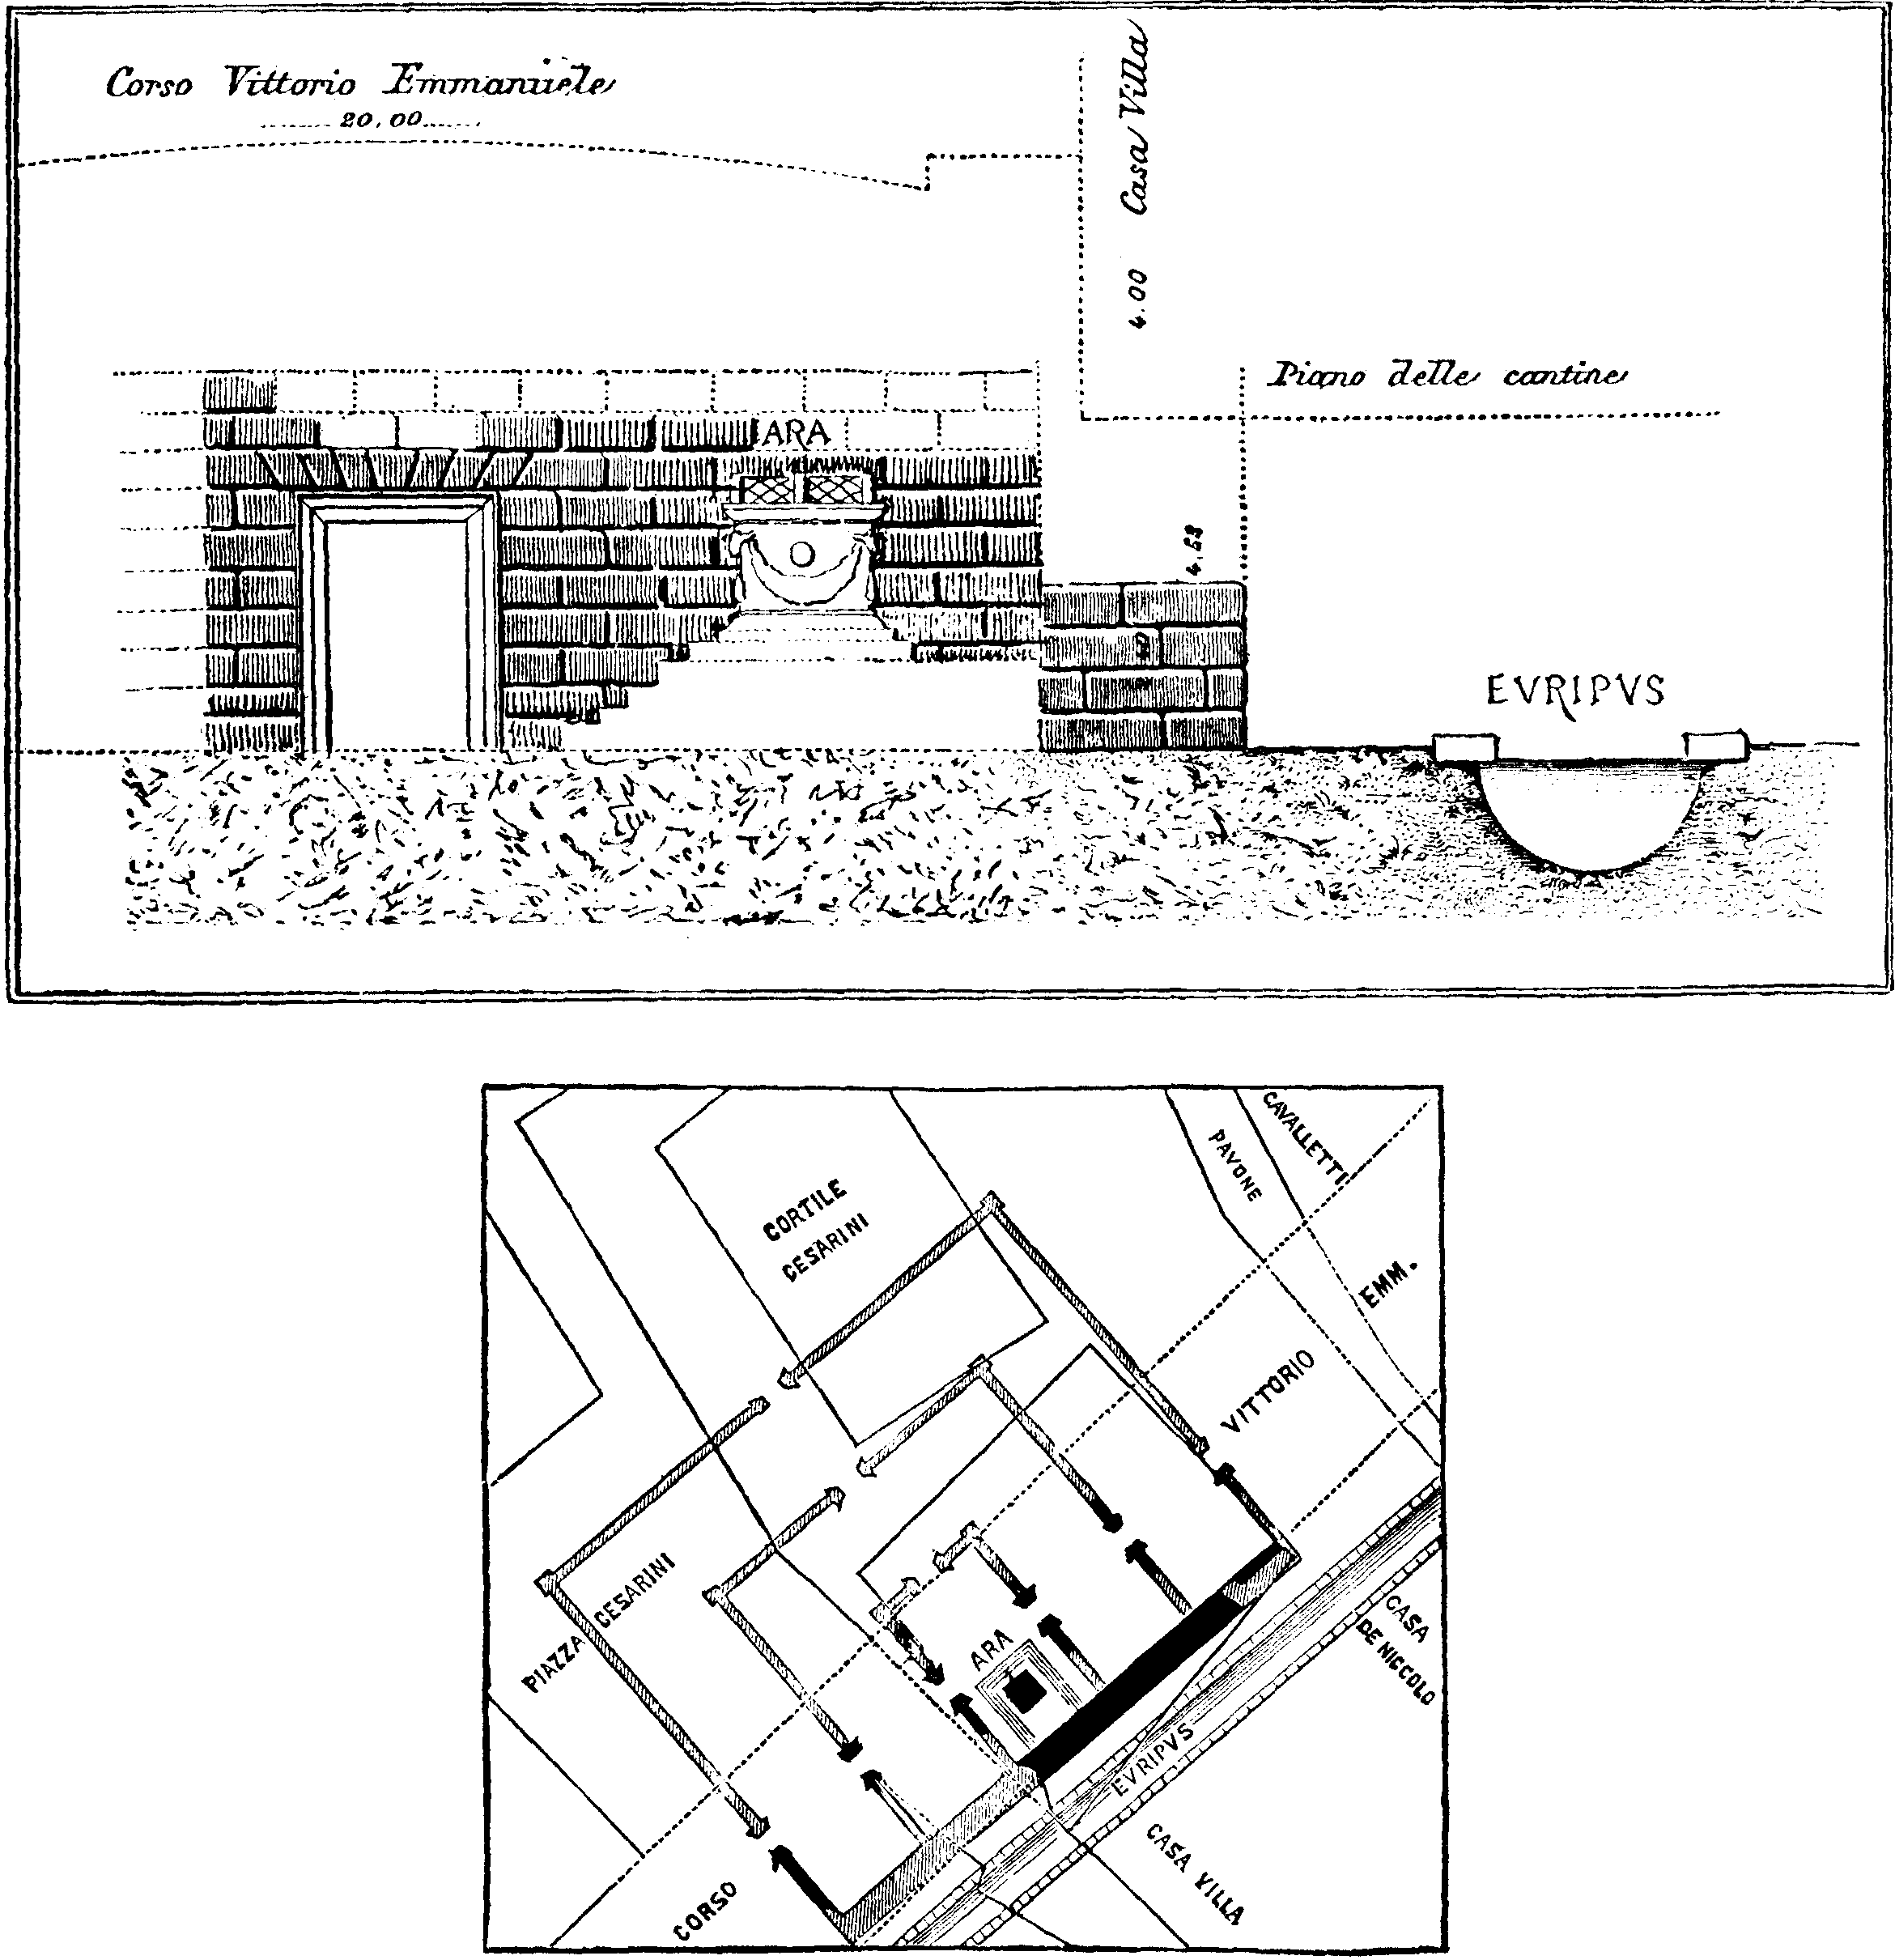 Corso Vittorio Emmanuele
20.00
4.00 Casa Villa
Piano delle cantine
ARA
4.63
EVRIPVS
CAVALLETTI
PAVONE
CORTILE
CESARINI
EMM.
VITTORIO
PIAZZA CESARINI
ARA
CASA
DE NICCOLO
EVRIPVS
CASA VILLA
CORSO